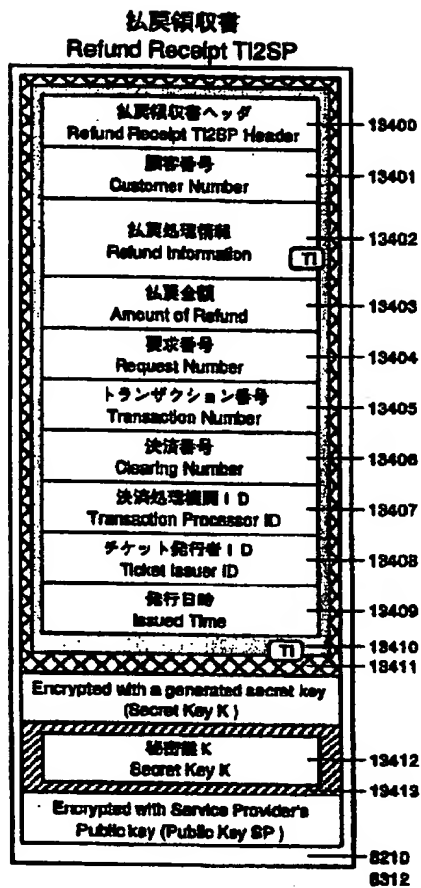 払戻領収書
Refund Receipt TI2SP
払戻領収書ヘッダ
Refund Receipt TI2SP Header
13400
顧客番号
Customer Number
13401
払戻処理情報
Refund Information
TI
13402
払戻金額
Amount of Refund
13403
要求番号
Request Number
13404
トランザクション番号
Transaction Number
13405
決済番号
Clearing Number
13406
決済処理機関ID
Transaction Processor ID
13407
チケット発行者ID
Ticket Issuer ID
13408
発行日時
Issued Time
13409
TI
13410
13411
Encrypted with a generated secret key
(Secret Key K)
秘密鍵K
Secret Key K
13412
13413
Encrypted with Service Provider's
Public key (Public Key SP)
8210
8312